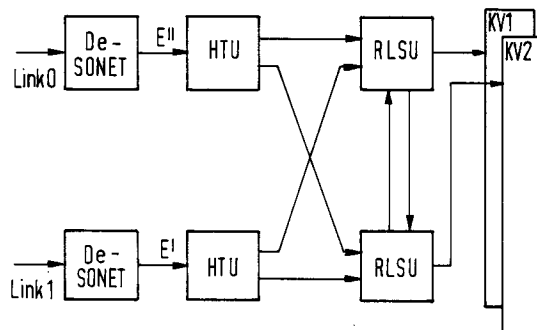 KV1
KV2
De-
SONET
E"
HTU
RLSU
Link0
De-
SONET
E'
HTU
RLSU
Link1